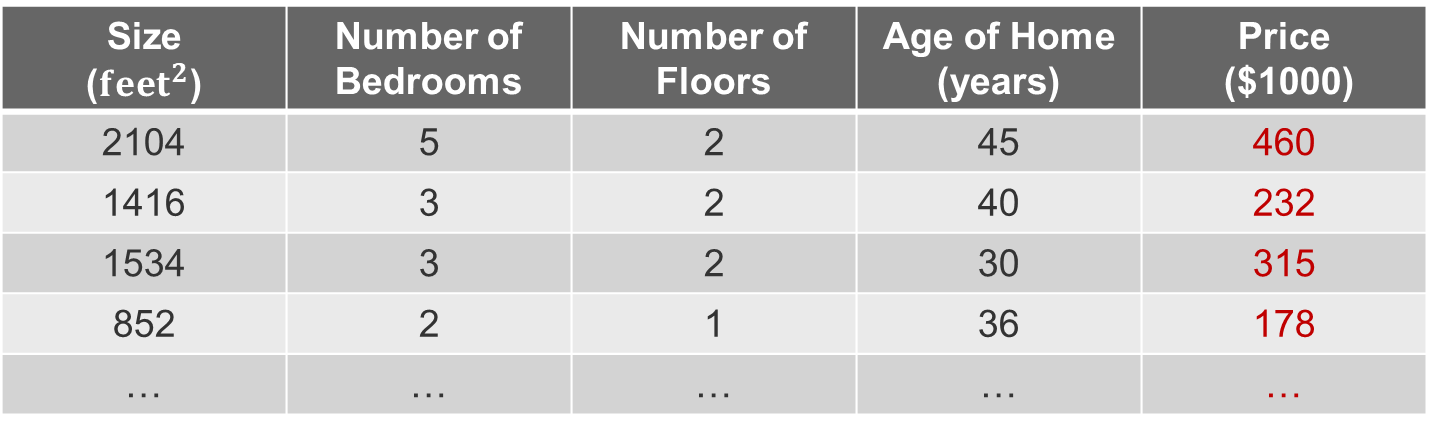 Size (feet²) Number of Bedrooms Number of Floors Age of Home (years) Price ($1000)
2104 5 2 45 460
1416 3 2 40 232
1534 3 2 30 315
852 2 1 36 178
… … … … …